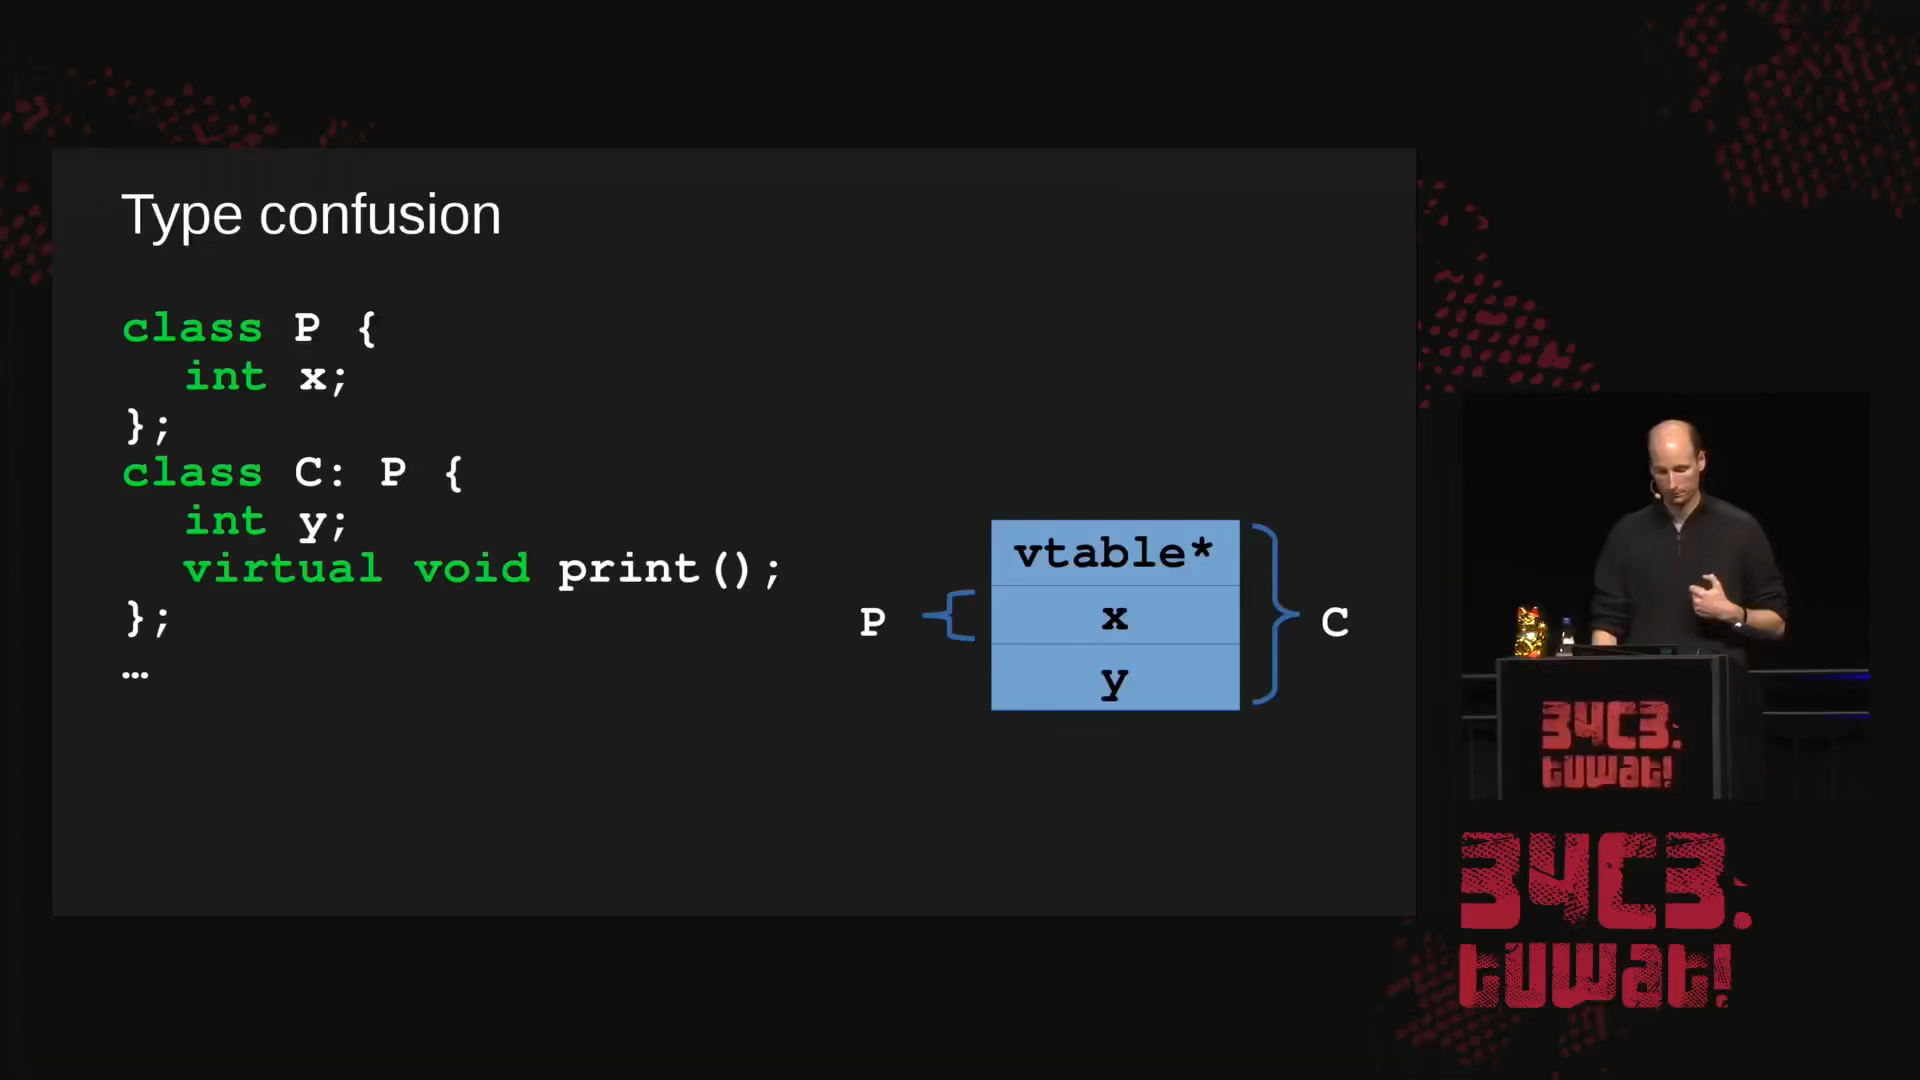 Type confusion
class P {
int x;
};
class C: P {
int y;
virtual void print();
};
…
vtable*
P
x
C
y
34C3.
tuwat!
34C3.
tuwat!